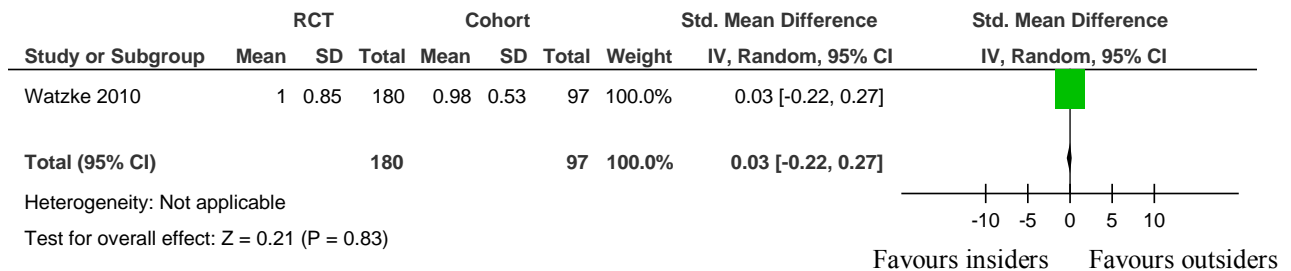 RCT Cohort Std. Mean Difference Std. Mean Difference
Study or Subgroup Mean SD Total Mean SD Total Weight IV, Random, 95% CI IV, Random, 95% CI
Watzke 2010 1 0.85 180 0.98 0.53 97 100.0% 0.03 [-0.22, 0.27]
Total (95% CI) 180 97 100.0% 0.03 [-0.22, 0.27]
Heterogeneity: Not applicable
Test for overall effect: Z = 0.21 (P = 0.83)
-10 -5 0 5 10
Favours insiders Favours outsiders